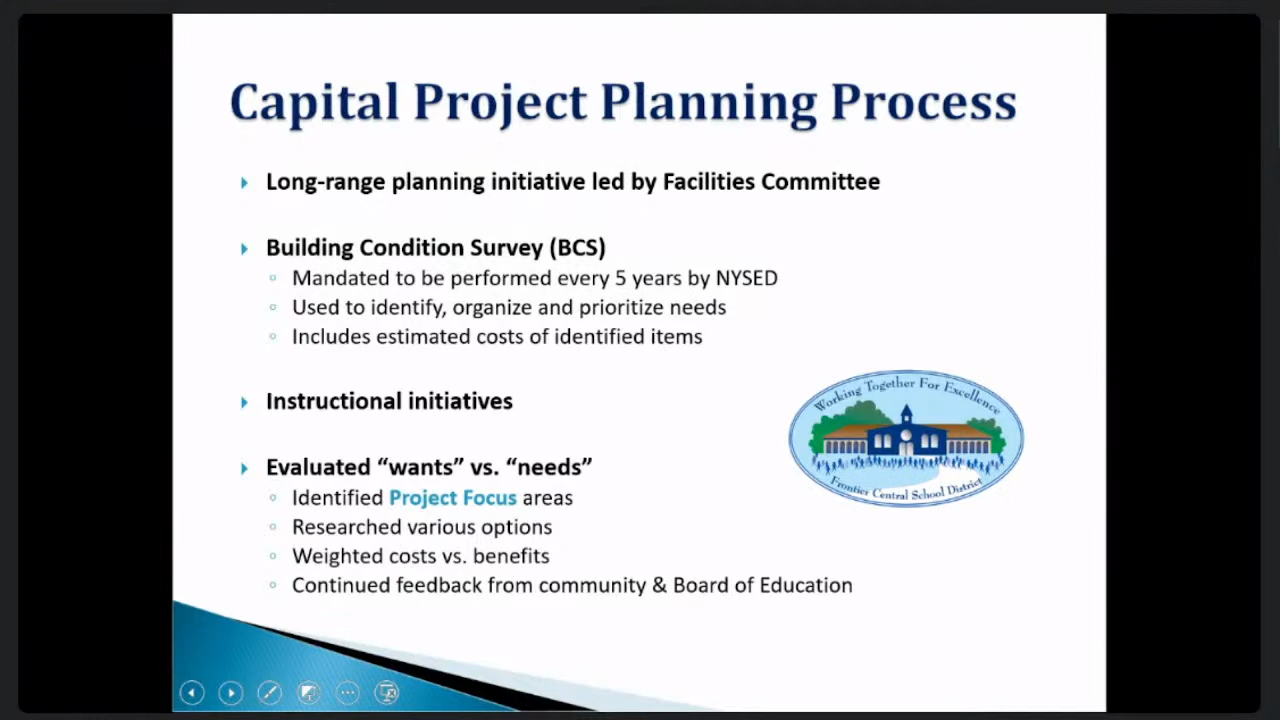 Capital Project Planning Process
Long-range planning initiative led by Facilities Committee
Building Condition Survey (BCS)
Mandated to be performed every 5 years by NYSED
Used to identify, organize and prioritize needs
Includes estimated costs of identified items
Instructional initiatives
Working Together For Excellence
Frontier Central School District
Evaluated “wants” vs. “needs”
Identified Project Focus areas
Researched various options
Weighted costs vs. benefits
Continued feedback from community & Board of Education